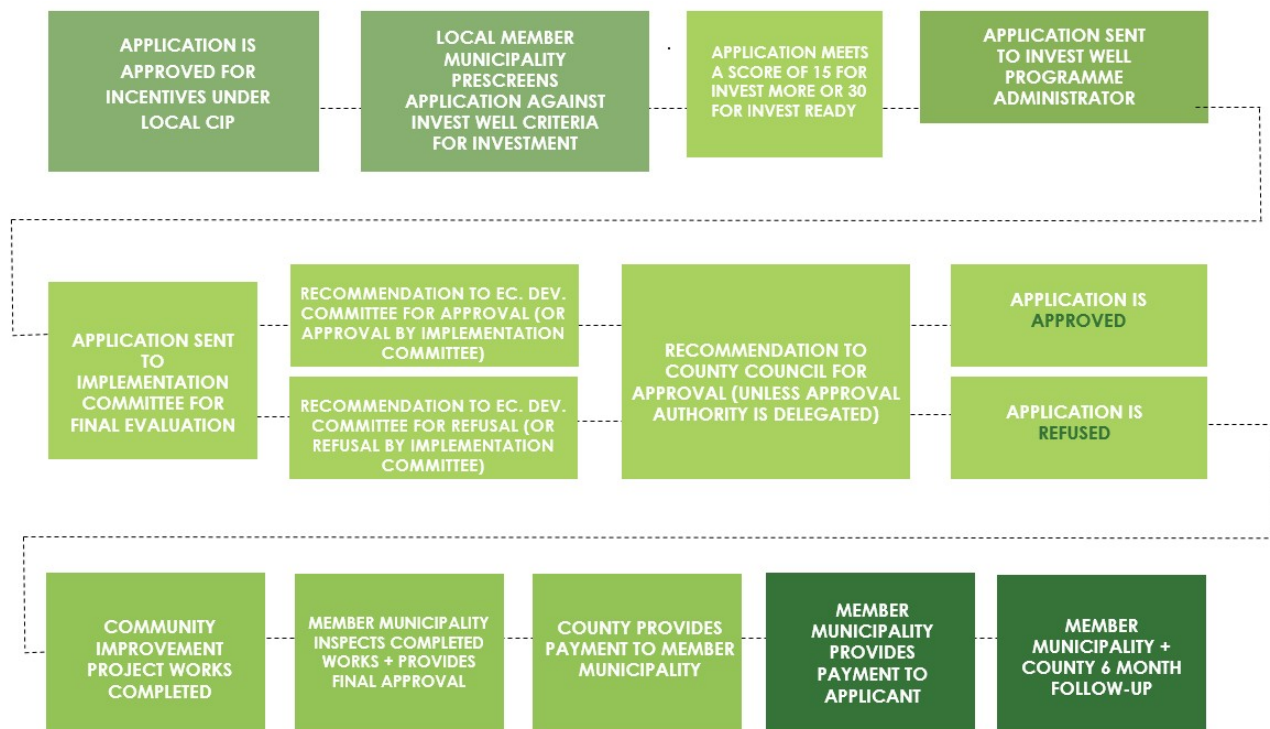 APPLICATION IS
APPROVED FOR
INCENTIVES UNDER
LOCAL CIP
LOCAL MEMBER
MUNICIPALITY
PRESCREENS
APPLICATION AGAINST
INVEST WELL CRITERIA
FOR INVESTMENT
APPLICATION MEETS
A SCORE OF 15 FOR
INVEST MORE OR 30
FOR INVEST READY
APPLICATION SENT
TO INVEST WELL
PROGRAMME
ADMINISTRATOR
APPLICATION SENT
TO
IMPLEMENTATION
COMMITTEE FOR
FINAL EVALUATION
RECOMMENDATION TO EC. DEV.
COMMITTEE FOR APPROVAL (OR
APPROVAL BY IMPLEMENTATION
COMMITTEE)
RECOMMENDATION TO EC. DEV.
COMMITTEE FOR REFUSAL (OR
REFUSAL BY IMPLEMENTATION
COMMITTEE)
RECOMMENDATION TO
COUNTY COUNCIL FOR
APPROVAL (UNLESS APPROVAL
AUTHORITY IS DELEGATED)
APPLICATION IS
APPROVED
APPLICATION IS
REFUSED
COMMUNITY
IMPROVEMENT
PROJECT WORKS
COMPLETED
MEMBER MUNICIPALITY
INSPECTS COMPLETED
WORKS + PROVIDES
FINAL APPROVAL
COUNTY PROVIDES
PAYMENT TO MEMBER
MUNICIPALITY
MEMBER
MUNICIPALITY
PROVIDES
PAYMENT TO
APPLICANT
MEMBER
MUNICIPALITY +
COUNTY 6 MONTH
FOLLOW-UP